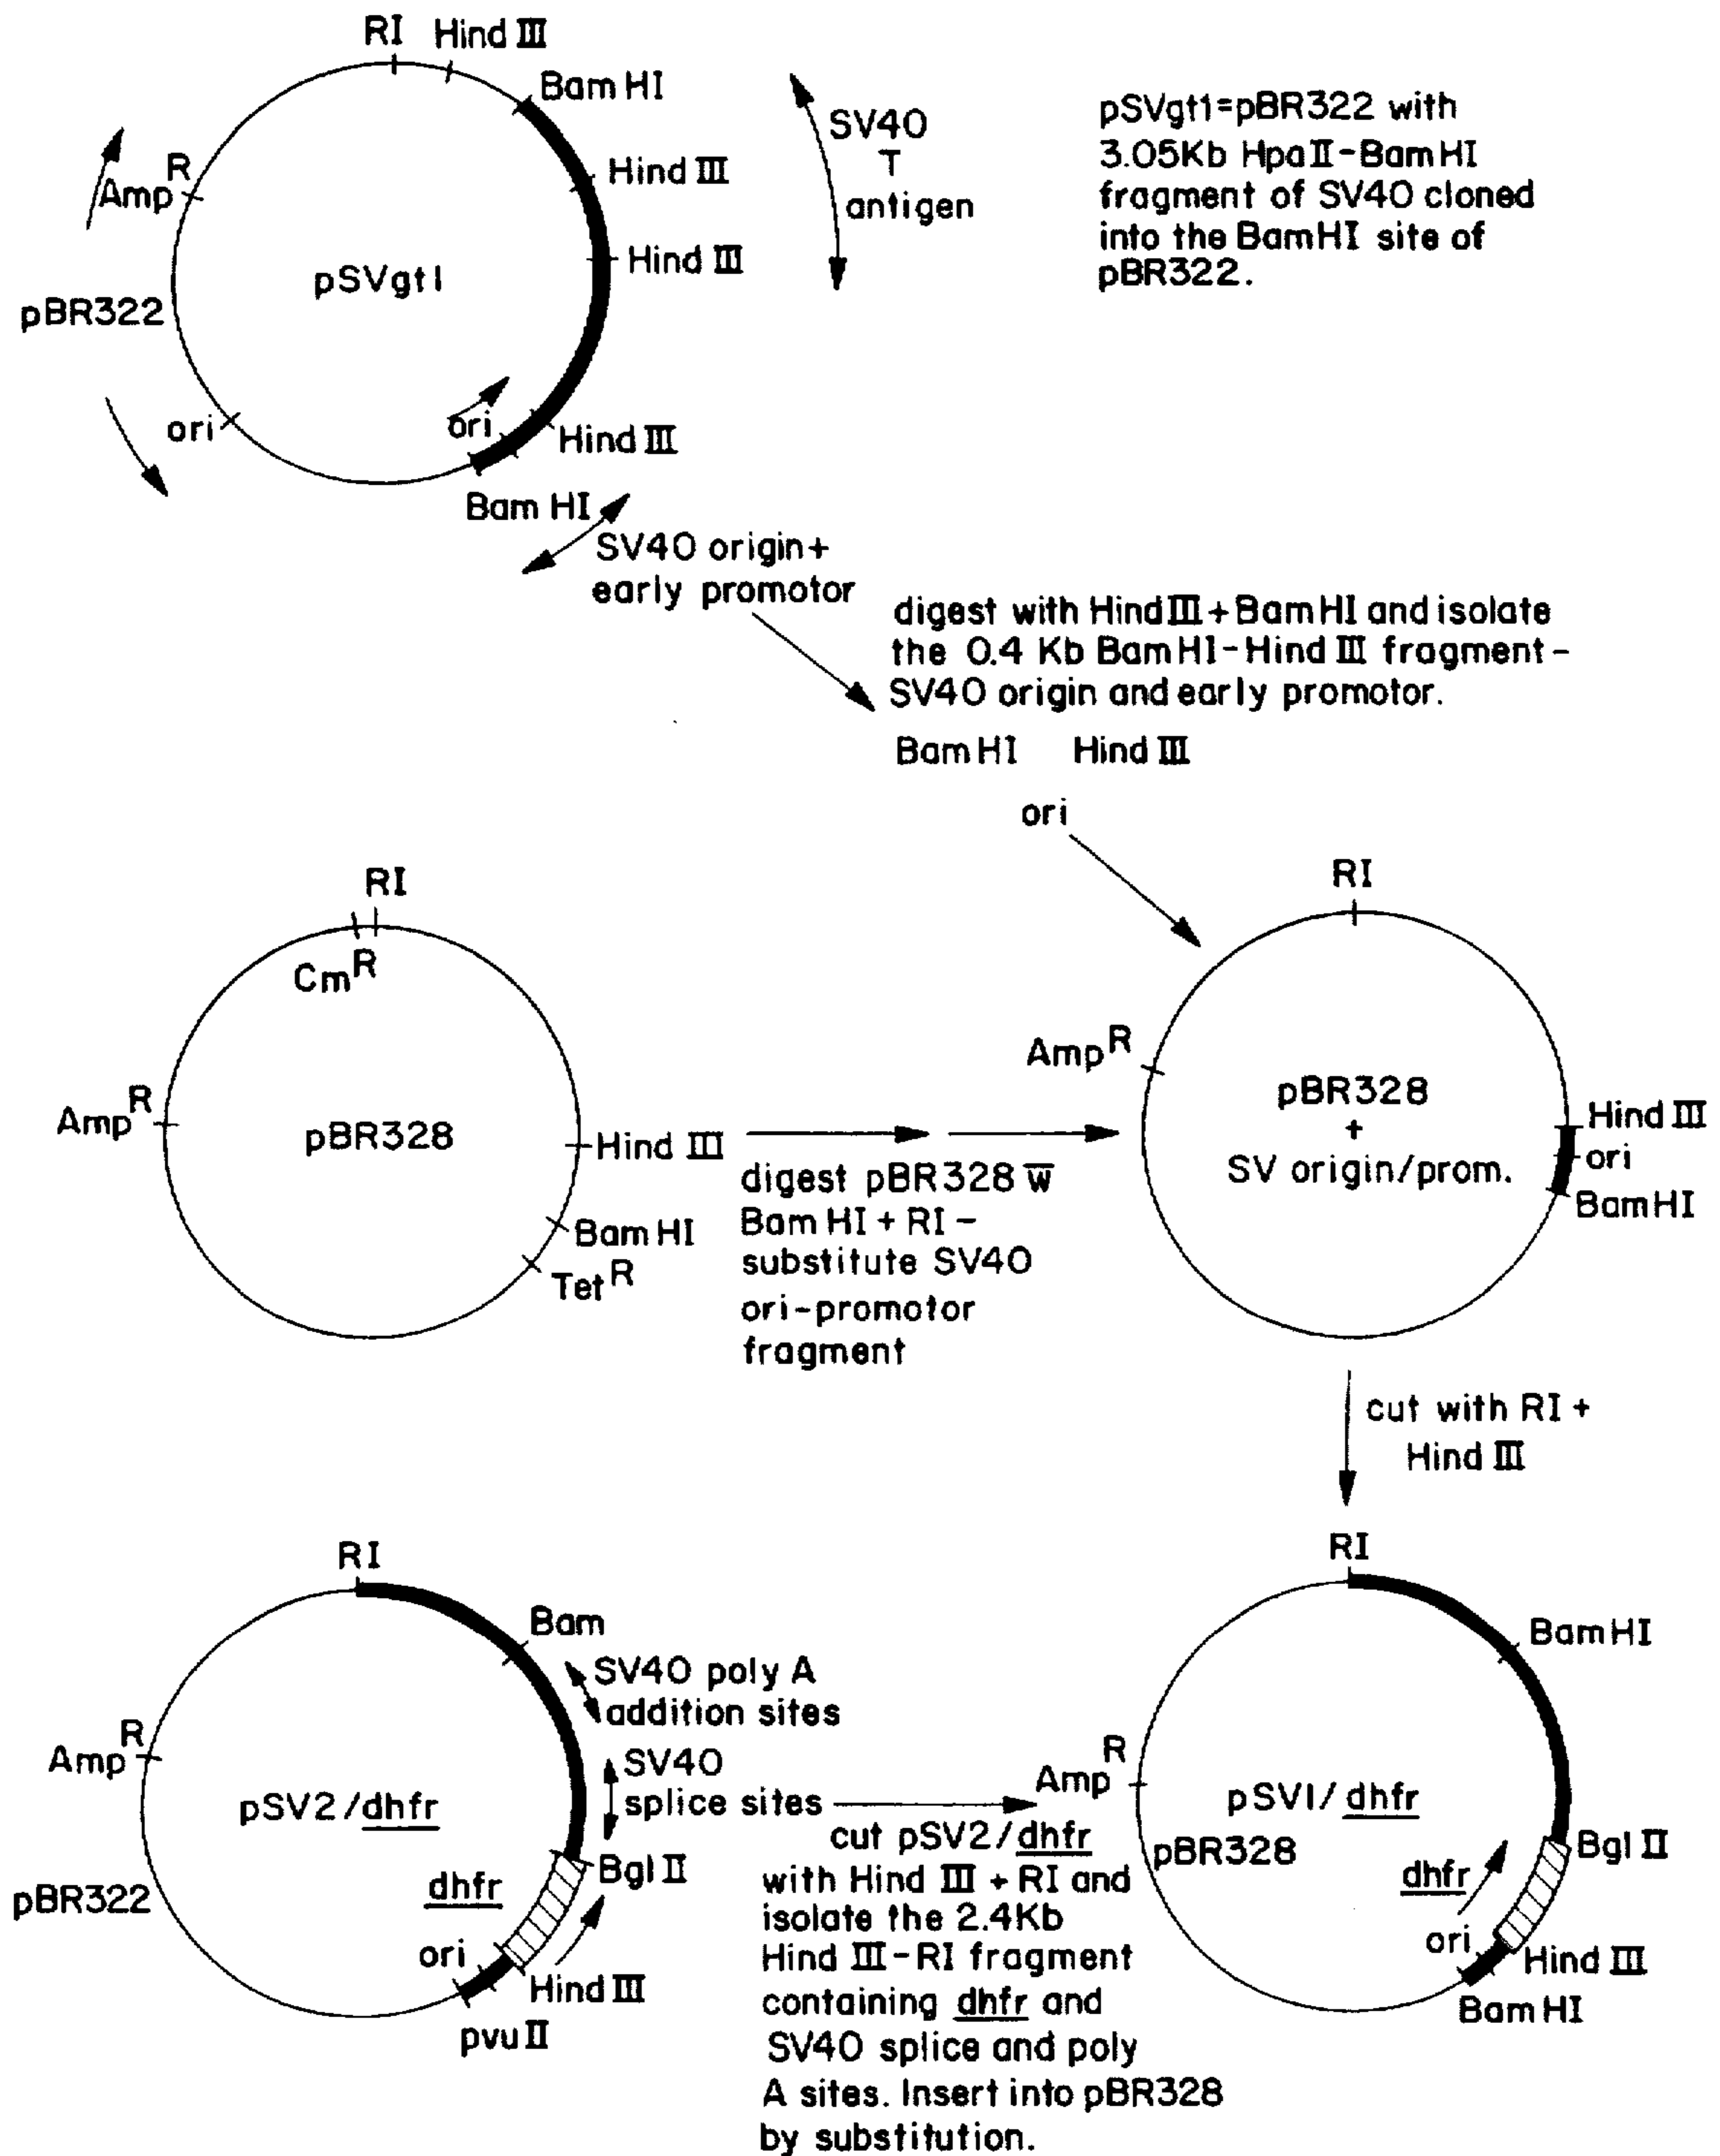 RI
Hind III
Bam HI
Hind III
Hind III
Amp R
pBR322
pSVgt1
ori
ori
Hind III
Bam HI
SV40
T
antigen
pSVgt1=pBR322 with
3.05Kb HpaII-BamHI
fragment of SV40 cloned
into the BamHI site of
pBR322.
SV40 origin+
early promotor
digest with HindIII+BamHI and isolate
the 0.4 Kb BamHI-Hind III fragment-
SV40 origin and early promotor.
BamHI Hind III
ori
RI
Cm R
Amp R
pBR328
Hind III
Bam HI
Tet R
digest pBR328 w̅
Bam HI + RI -
substitute SV40
ori-promotor
fragment
RI
Amp R
pBR328
+
SV origin/prom.
Hind III
ori
BamHI
cut with RI +
Hind III
RI
Bam
SV40 poly A
addition sites
SV40
splice sites
Amp R
pSV2/dhfr
pBR322
dhfr
Bgl II
ori
Hind III
pvu II
cut pSV2/dhfr
with Hind III + RI and
isolate the 2.4Kb
Hind III-RI fragment
containing dhfr and
SV40 splice and poly
A sites. Insert into pBR328
by substitution.
RI
BamHI
Amp R
pSV1/dhfr
pBR328
Bgl II
dhfr
ori
Hind III
BamHI